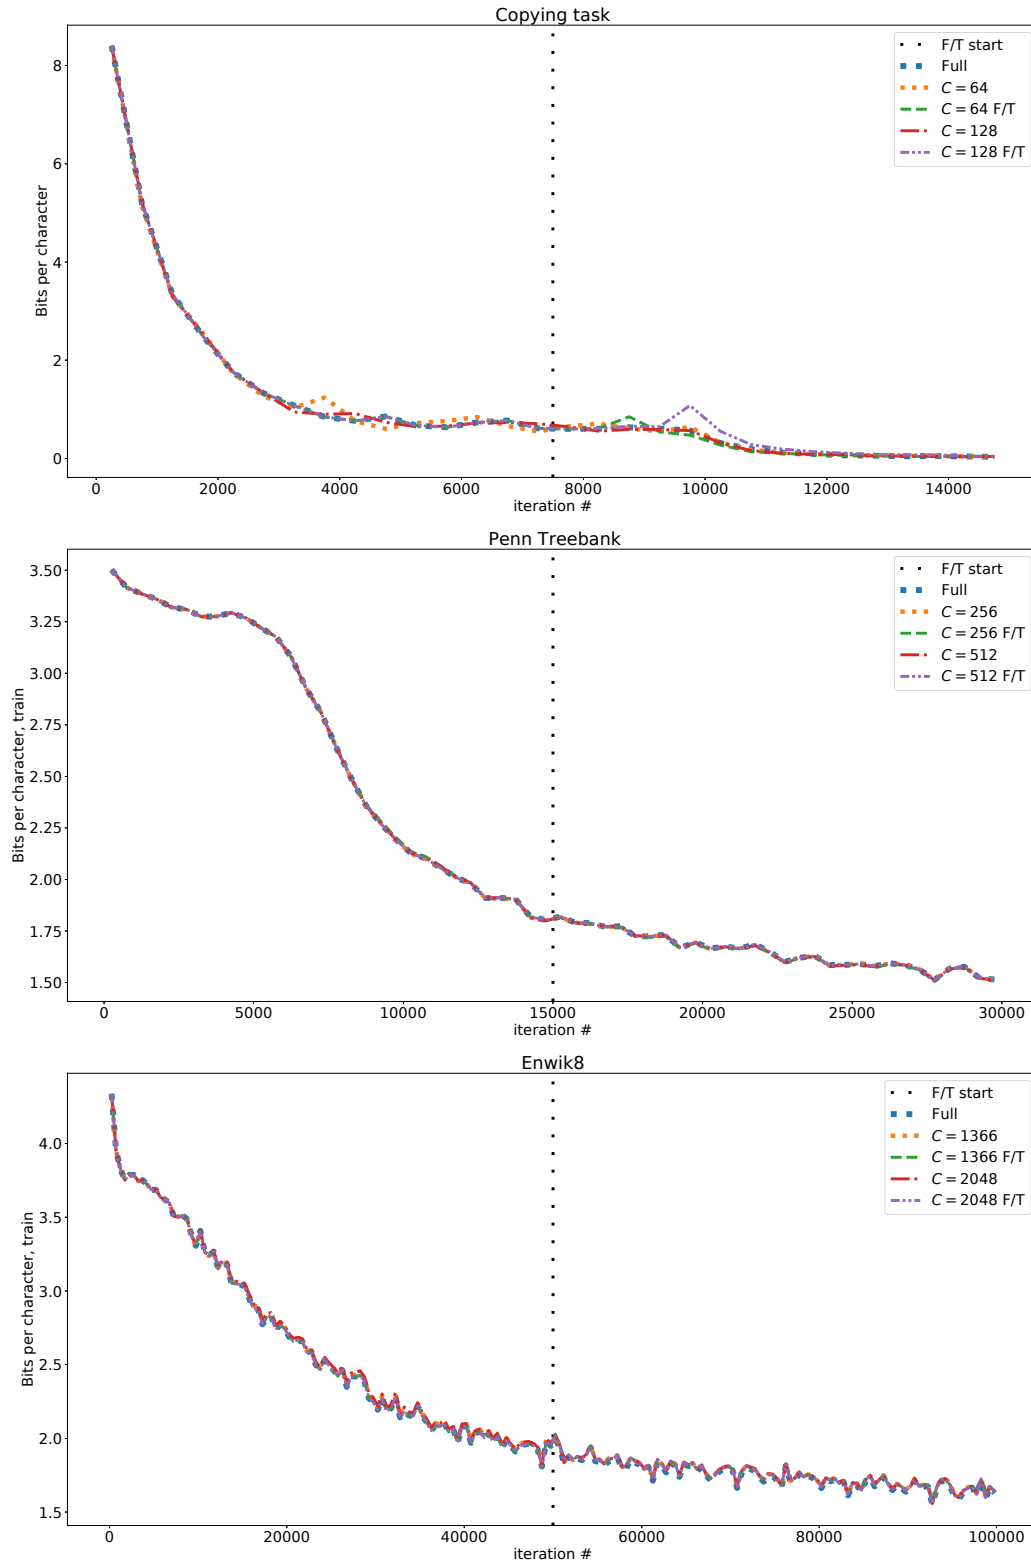 Copying task
Bits per character
8
6
4
2
0
F/T start
Full
C = 64
C = 64 F/T
C = 128
C = 128 F/T
0 2000 4000 6000 8000 10000 12000 14000
iteration #
Penn Treebank
Bits per character, train
3.50
3.25
3.00
2.75
2.50
2.25
2.00
1.75
1.50
F/T start
Full
C = 256
C = 256 F/T
C = 512
C = 512 F/T
0 5000 10000 15000 20000 25000 30000
iteration #
Enwik8
Bits per character, train
4.0
3.5
3.0
2.5
2.0
1.5
F/T start
Full
C = 1366
C = 1366 F/T
C = 2048
C = 2048 F/T
0 20000 40000 60000 80000 100000
iteration #